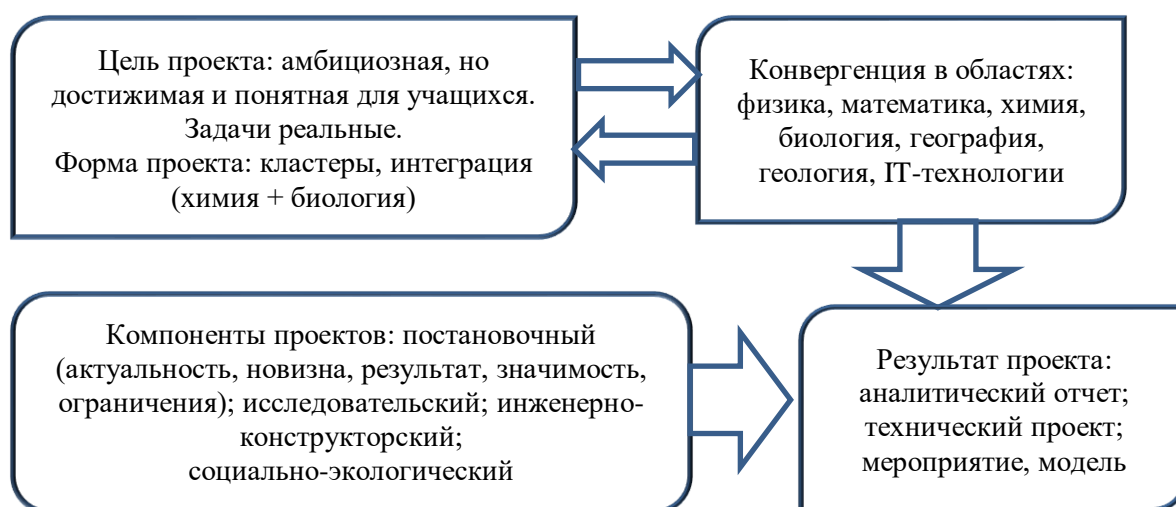 Цель проекта: амбициозная, но
достижимая и понятная для учащихся.
Задачи реальные.
Форма проекта: кластеры, интеграция
(химия + биология)
Конвергенция в областях:
физика, математика, химия,
биология, география,
геология, IT-технологии
Компоненты проектов: постановочный
(актуальность, новизна, результат, значимость,
ограничения); исследовательский; инженерно-
конструкторский;
социально-экологический
Результат проекта:
аналитический отчет;
технический проект;
мероприятие, модель